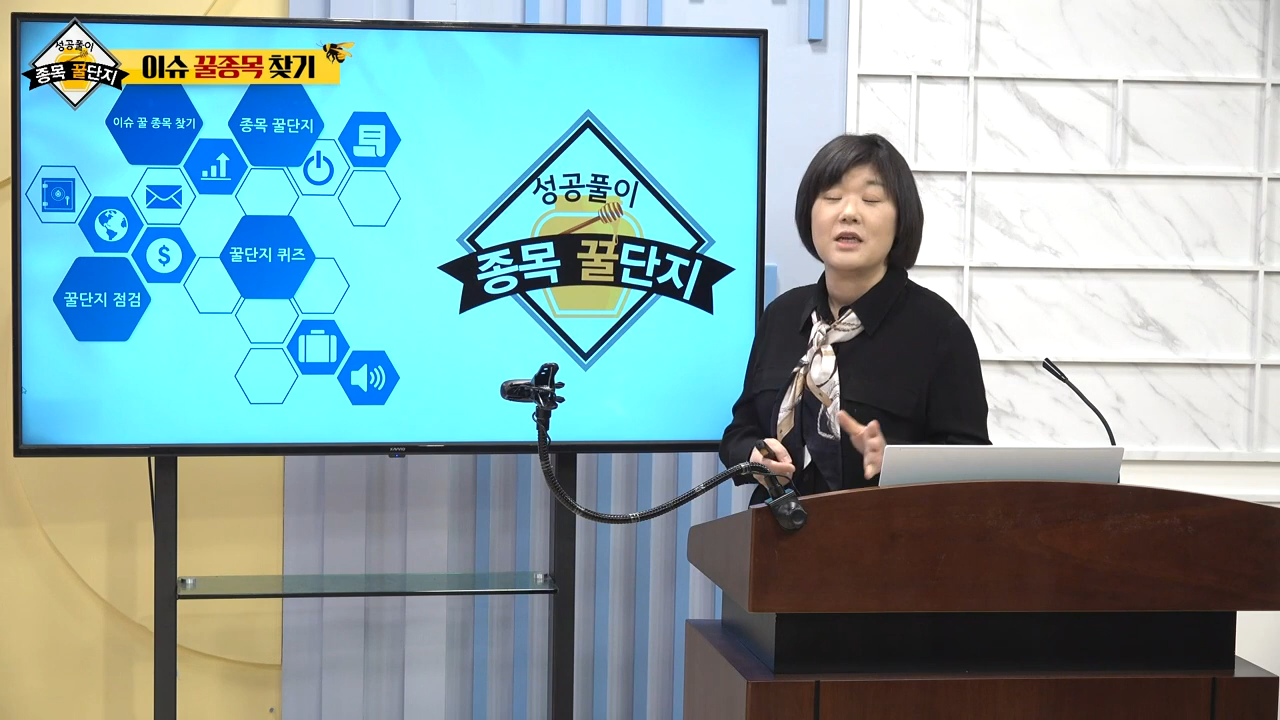 성공풀이
종목 꿀단지
이슈 꿀종목 찾기
이슈 꿀 종목 찾기
종목 꿀단지
꿀단지 퀴즈
꿀단지 점검
성공풀이
종목 꿀단지